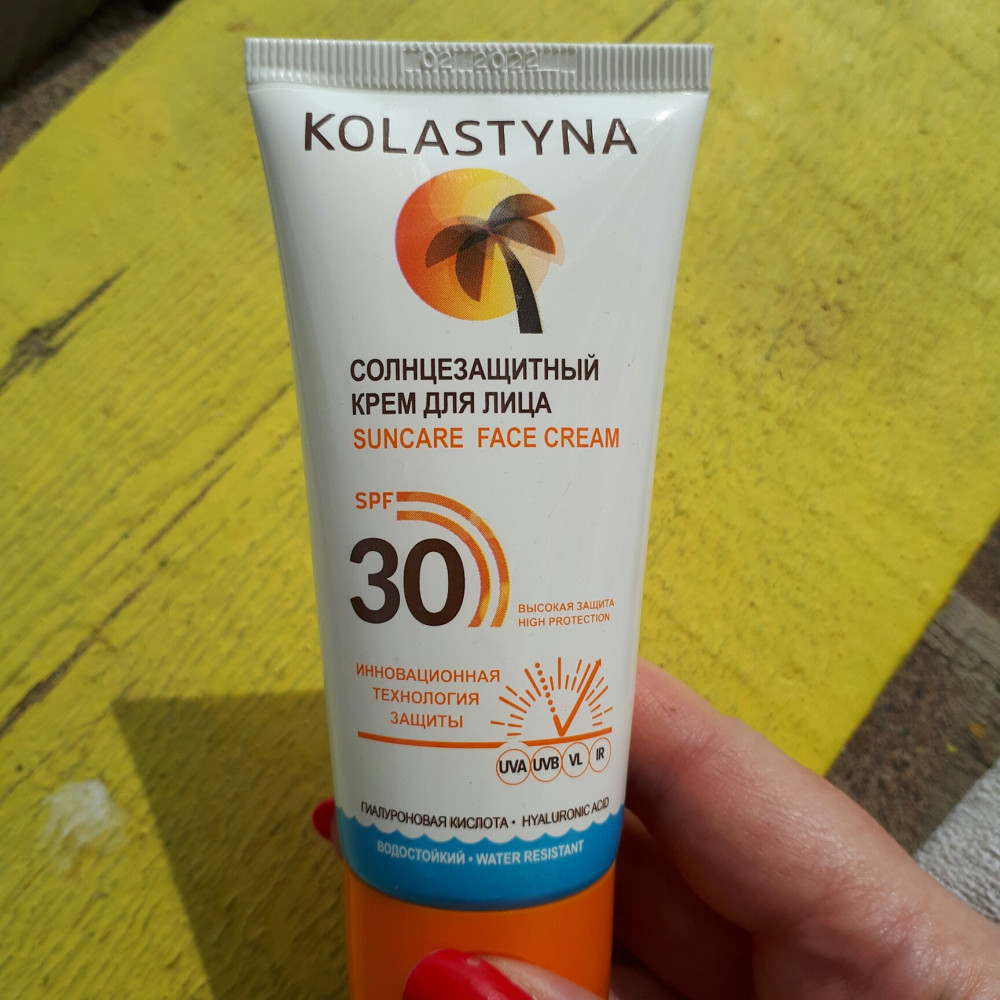 02 2022
KOLASTYNA
СОЛНЦЕЗАЩИТНЫЙ
КРЕМ ДЛЯ ЛИЦА
SUNCARE FACE CREAM
SPF
30
ВЫСОКАЯ ЗАЩИТА
HIGH PROTECTION
ИННОВАЦИОННАЯ
ТЕХНОЛОГИЯ
ЗАЩИТЫ
UVA UVB VL IR
ГИАЛУРОНОВАЯ КИСЛОТА • HYALURONIC ACID
ВОДОСТОЙКИЙ • WATER RESISTANT